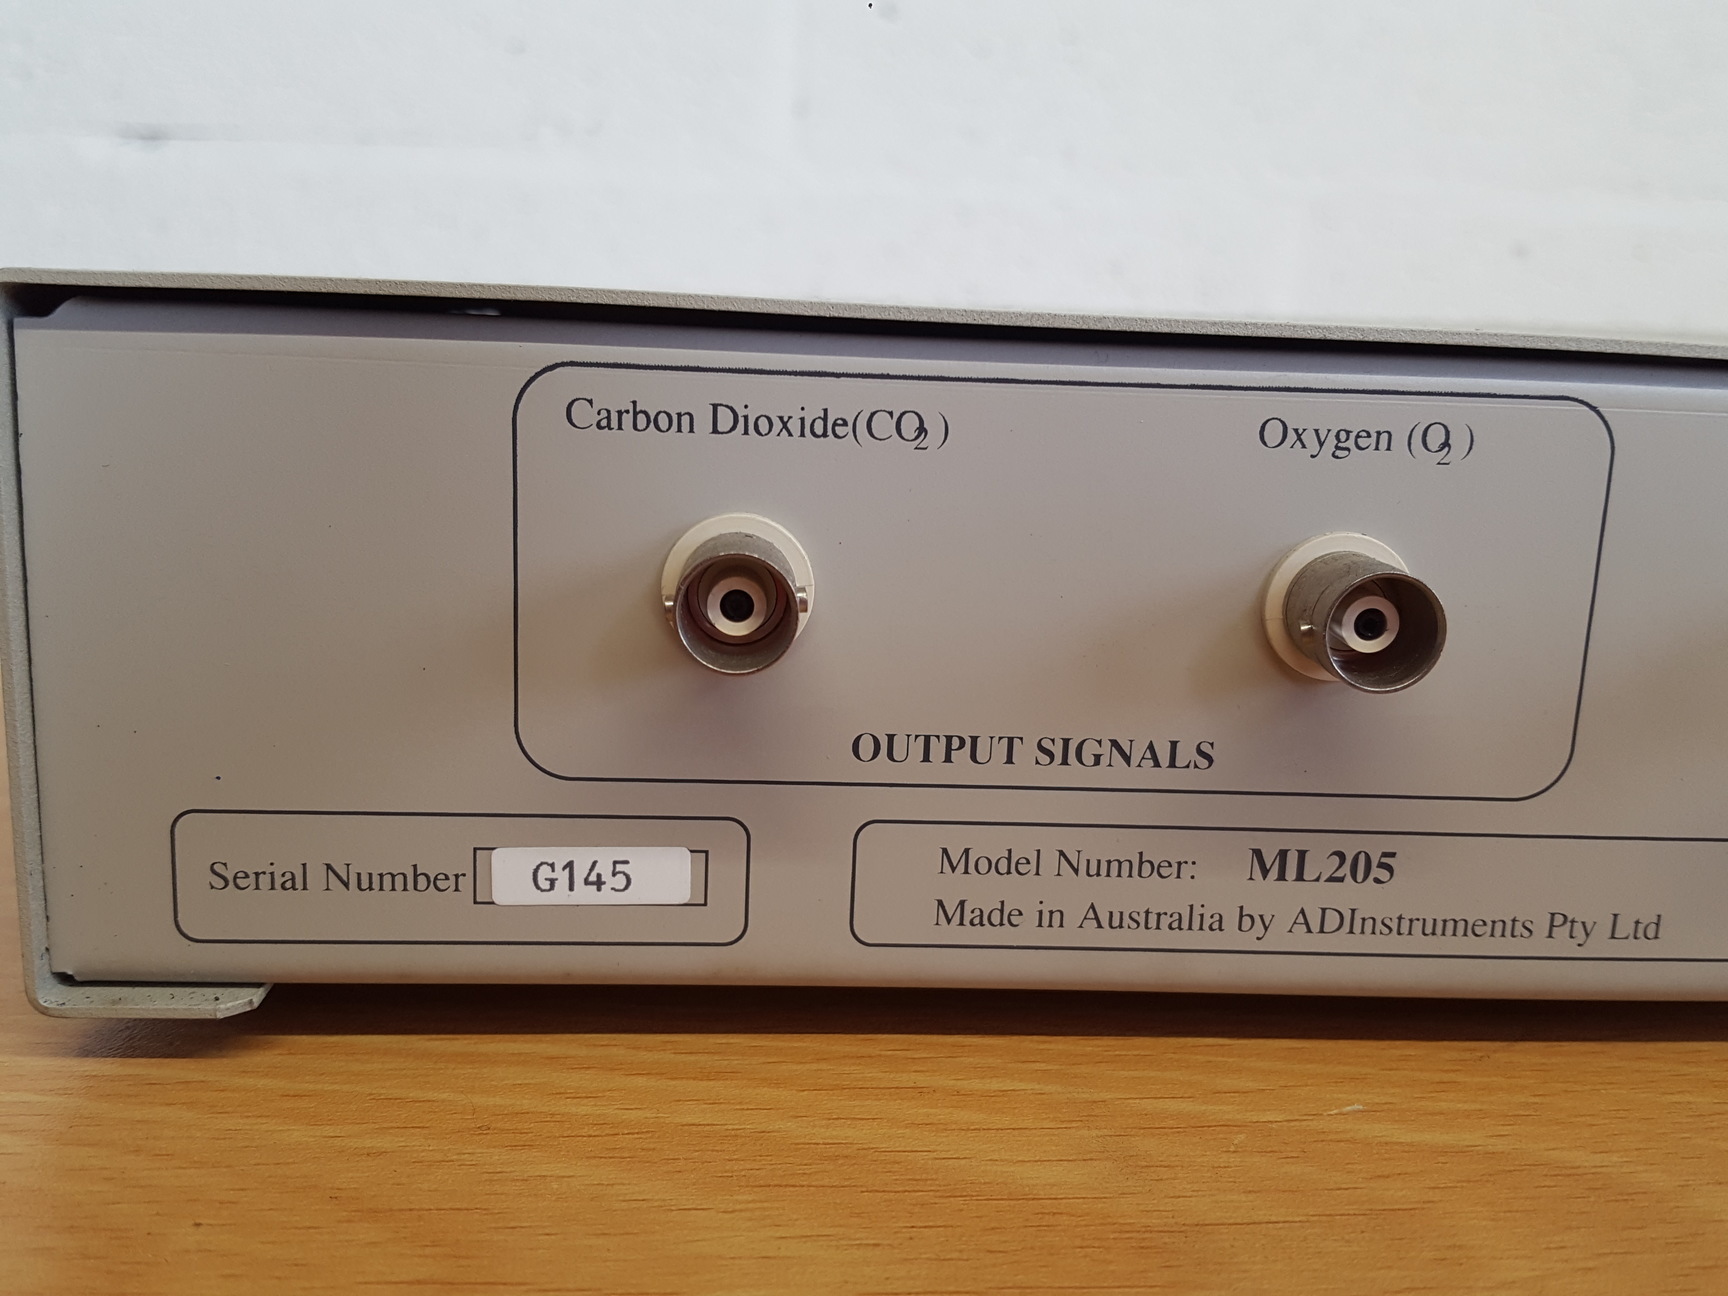 Carbon Dioxide(CO₂)
Oxygen (O₂)
OUTPUT SIGNALS
Serial Number G145
Model Number: ML205
Made in Australia by ADInstruments Pty Ltd